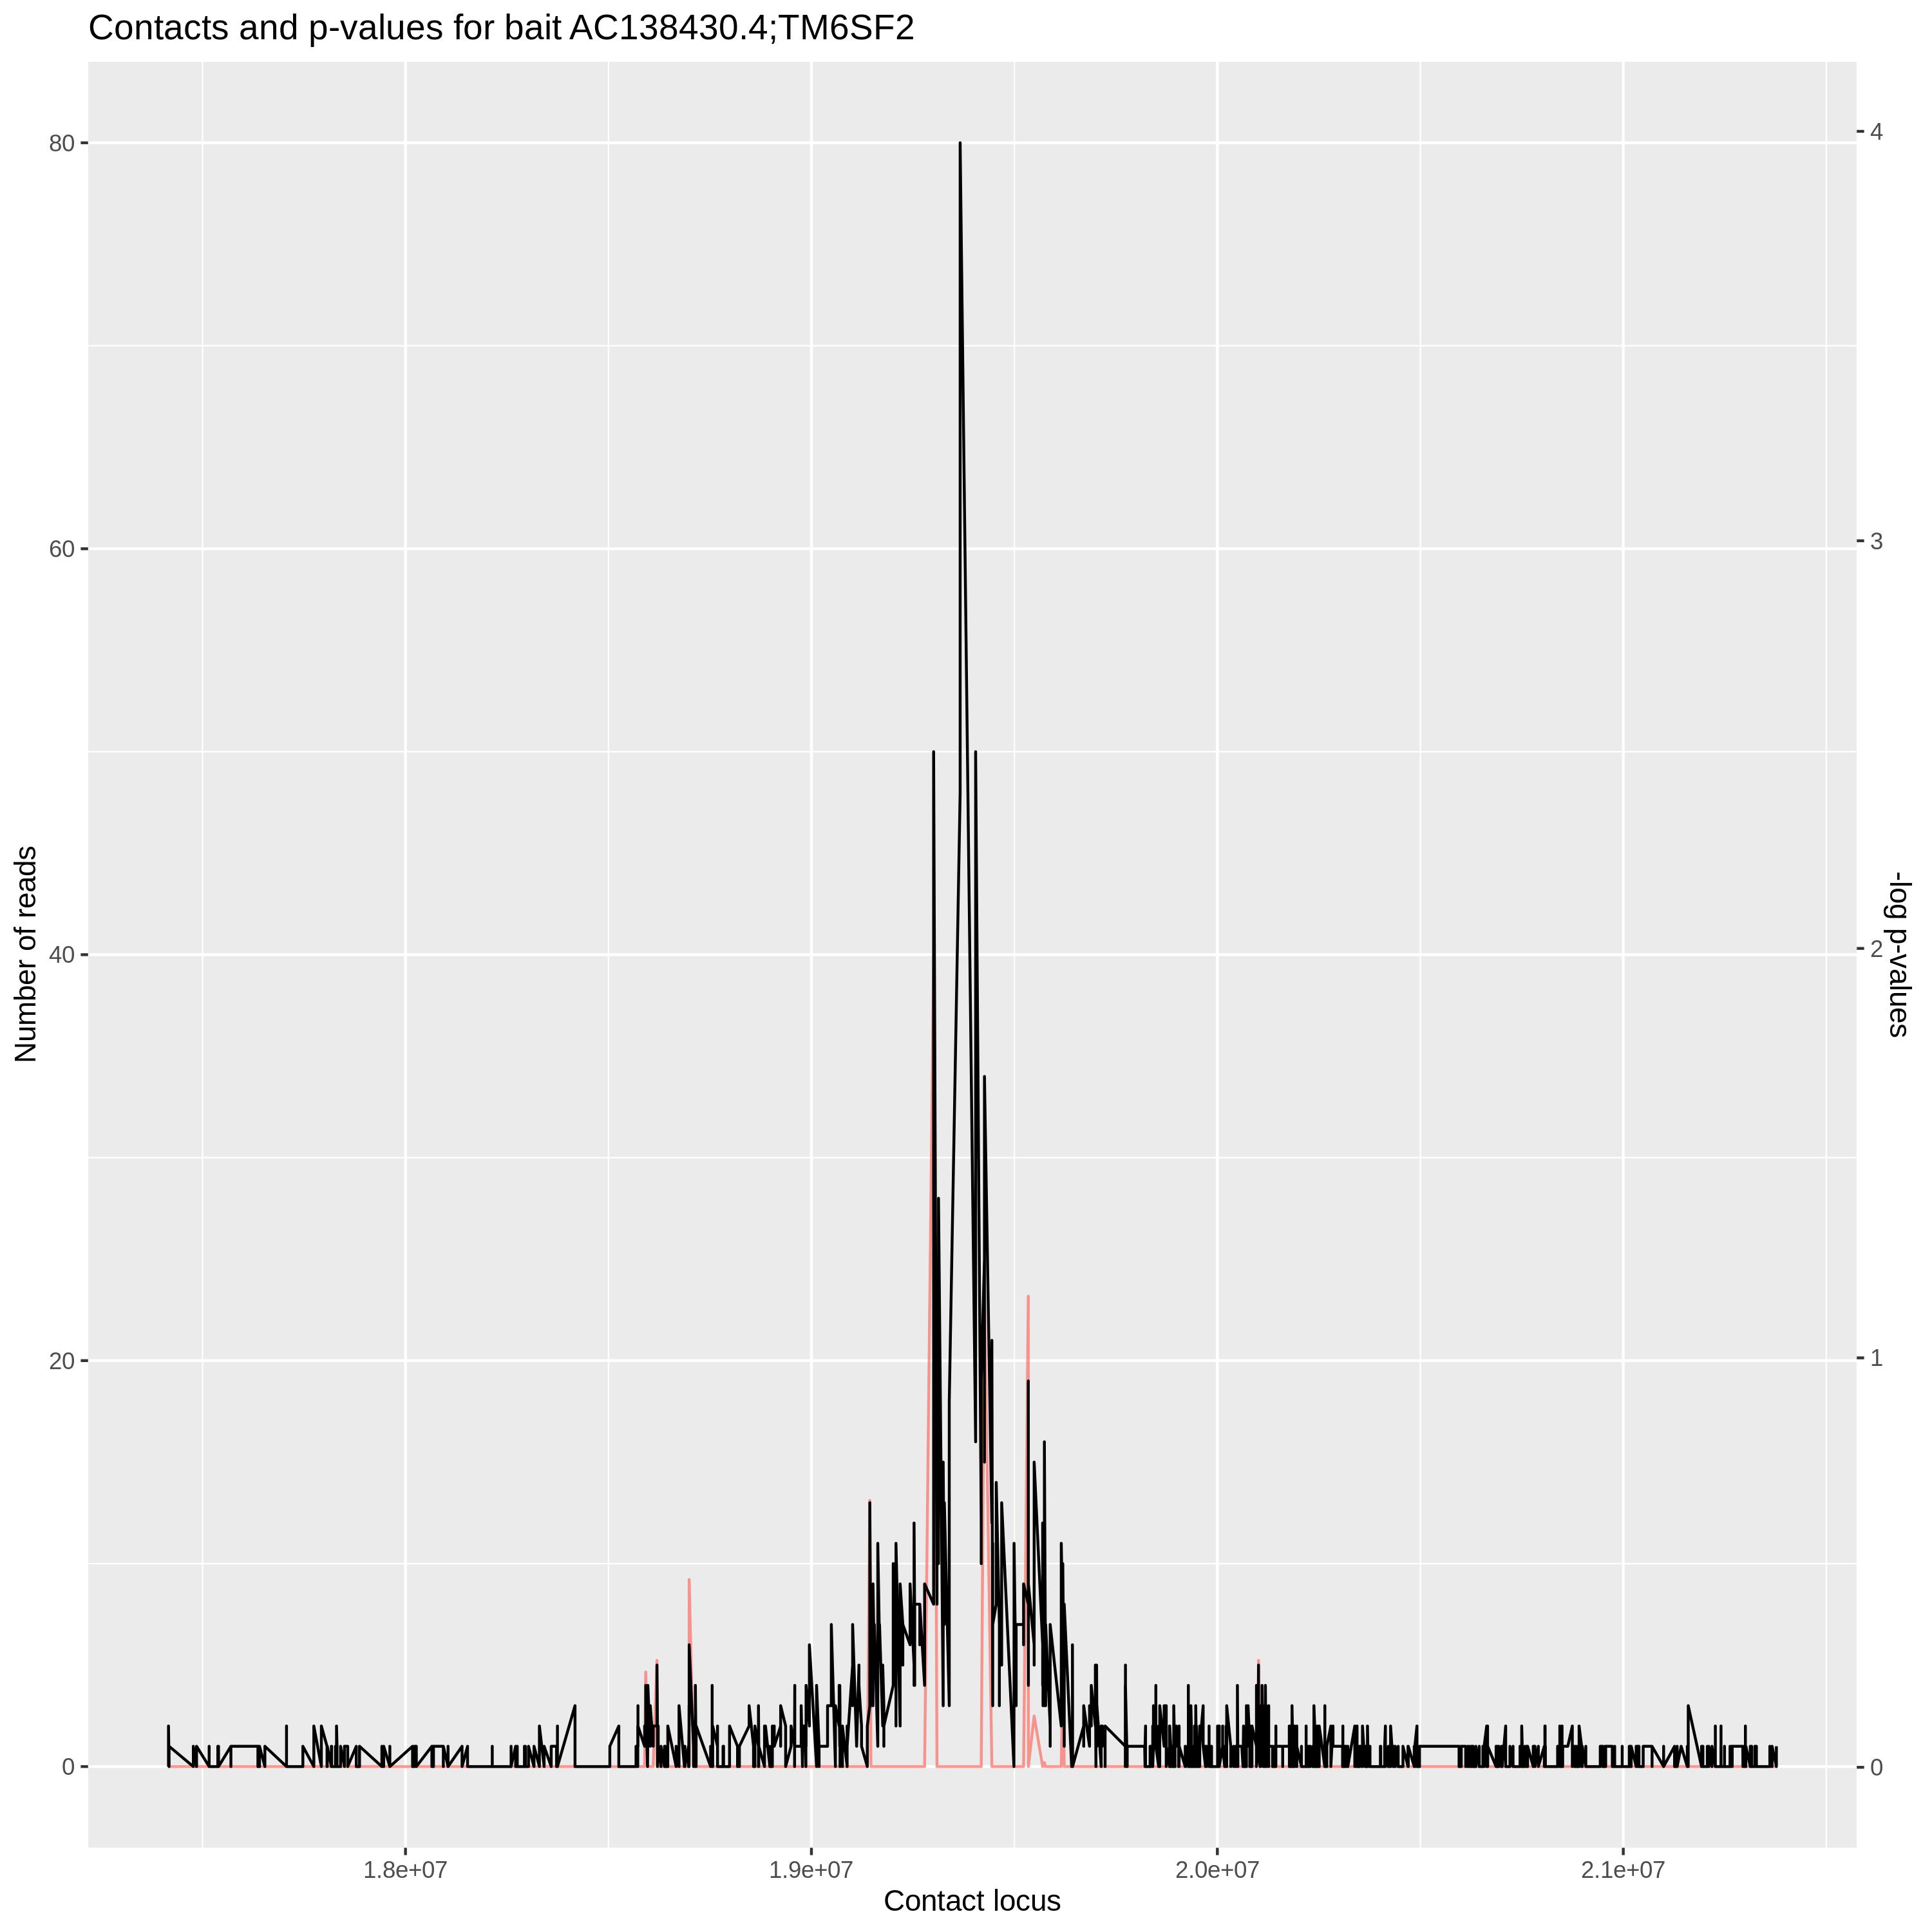 Contacts and p-values for bait AC138430.4;TM6SF2
80
60
40
20
0
Number of reads
4
3
2
1
0
-log p-values
1.8e+07
1.9e+07
2.0e+07
2.1e+07
Contact locus